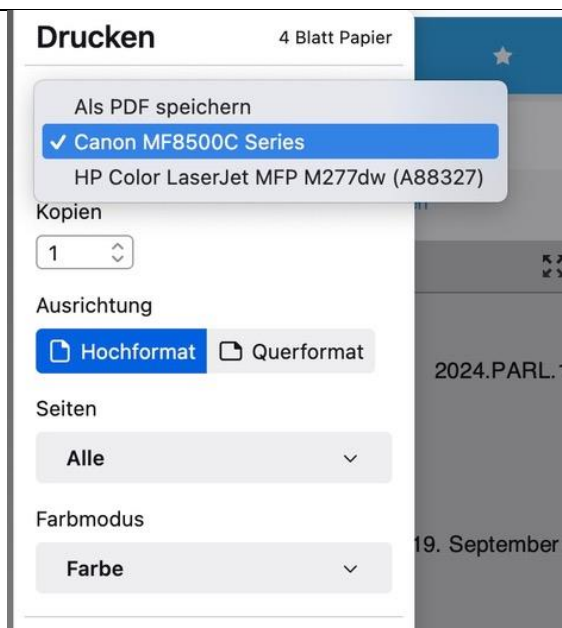 Drucken
4 Blatt Papier
Als PDF speichern
✓ Canon MF8500C Series
HP Color LaserJet MFP M277dw (A88327)
Kopien
1
Ausrichtung
Hochformat
Querformat
2024.PARL.
Seiten
Alle
Farbmodus
19. September
Farbe